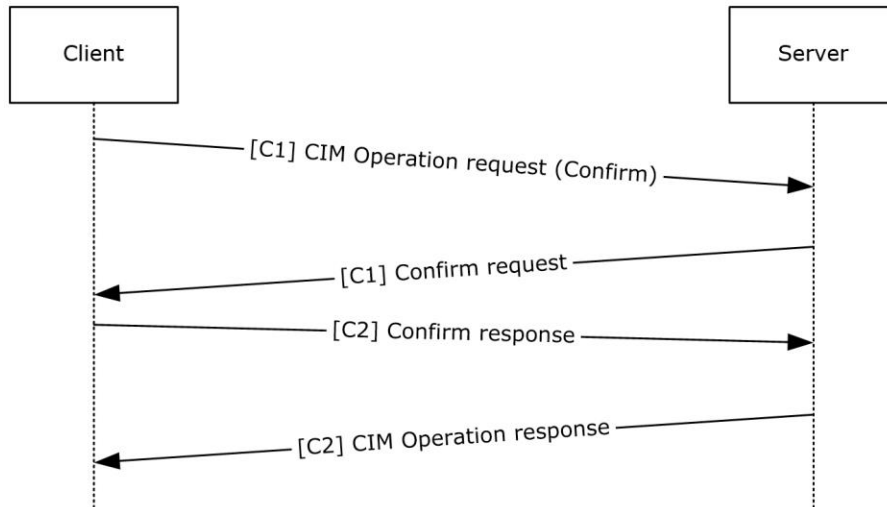 Client
Server
[C1] CIM Operation request (Confirm)
[C1] Confirm request
[C2] Confirm response
[C2] CIM Operation response